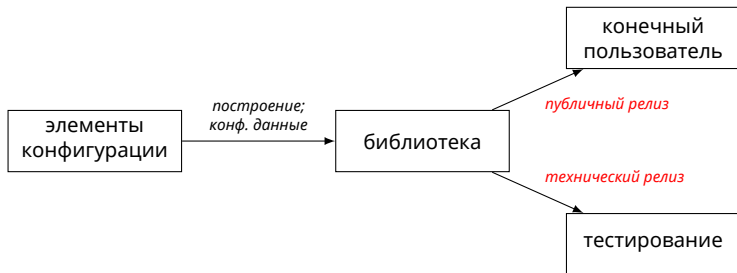 конечный
пользователь
построение;
конф. данные
публичный релиз
элементы
конфигурации
библиотека
технический релиз
тестирование